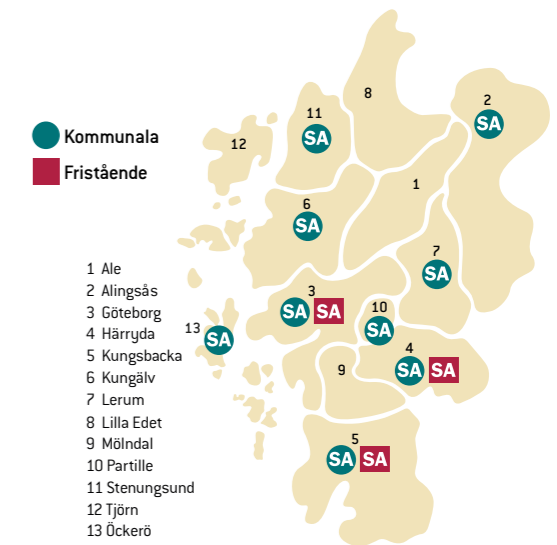 8
2
SA
11
SA
12
Kommunala
Fristående
1
6
SA
7
SA
1 Ale
2 Alingsås
3 Göteborg
4 Härryda
5 Kungsbacka
6 Kungälv
7 Lerum
8 Lilla Edet
9 Mölndal
10 Partille
11 Stenungsund
12 Tjörn
13 Öckerö
3
SA SA
10
SA
13
SA
4
SA SA
9
5
SA SA